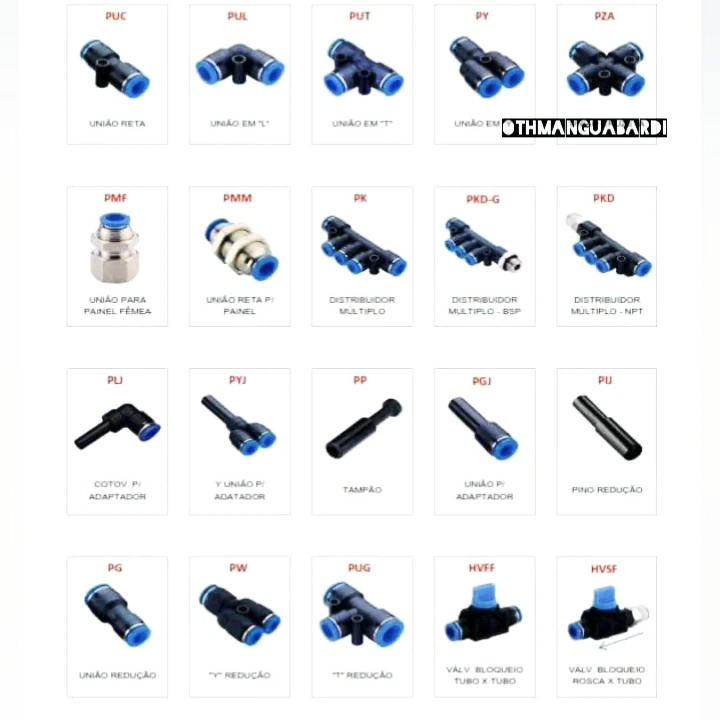 PUC
PUL
PUT
PY
PZA
UNIÃO RETA
UNIÃO EM "L"
UNIÃO EM "T"
UNIÃO EM
OTHMANGUABARDI
PMF
PMM
PK
PKD-G
PKD
UNIÃO PARA
PAINEL FÊMEA
UNIÃO RETA P/
PAINEL
DISTRIBUIDOR
MÚLTIPLO
DISTRIBUIDOR
MÚLTIPLO - BSP
DISTRIBUIDOR
MÚLTIPLO - NPT
PLJ
PYJ
PP
PGJ
PIJ
COTOV. P/
ADAPTADOR
Y UNIÃO P/
ADATADOR
TAMPÃO
UNIÃO P/
ADAPTADOR
PINO REDUÇÃO
PG
PW
PUG
HVFF
HVSF
UNIÃO REDUÇÃO
"Y" REDUÇÃO
"T" REDUÇÃO
VÁLV. BLOQUEIO
TUBO X TUBO
VÁLV. BLOQUEIO
ROSCA X TUBO